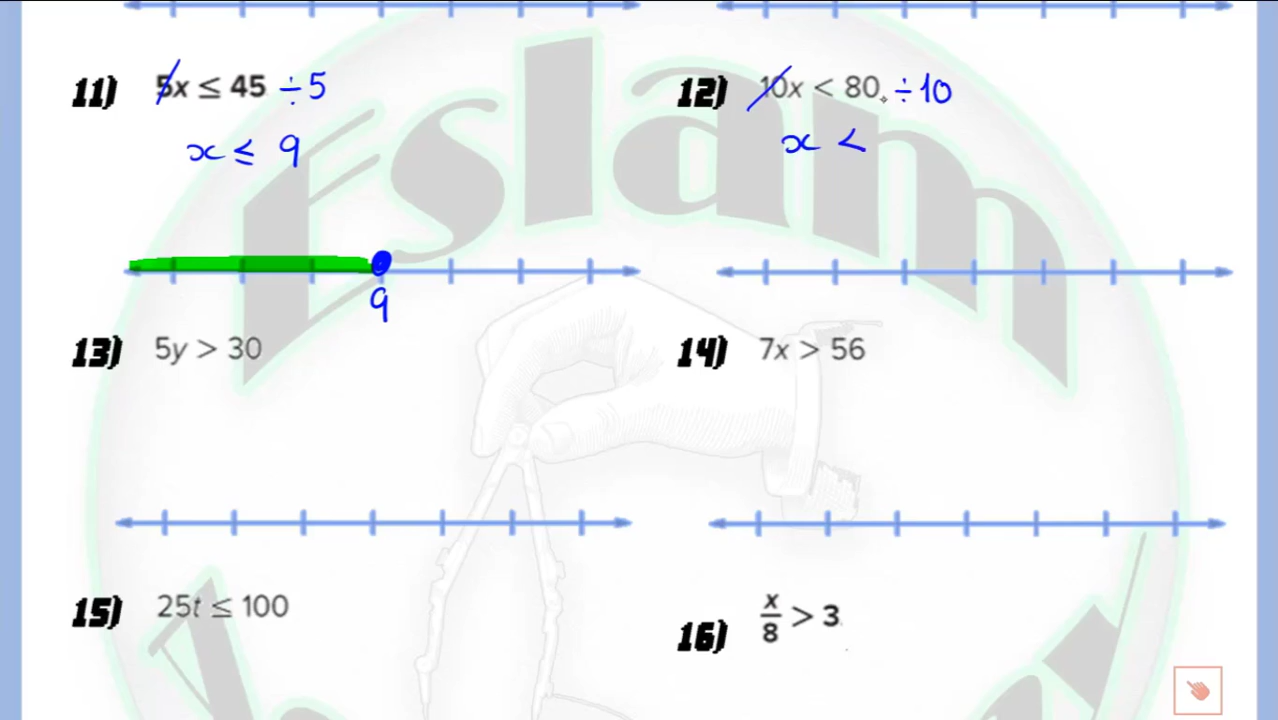 11) 5x ≤ 45 ÷5
x ≤ 9
9
12) 10x < 80 ÷10
x <
Eslam
13) 5y > 30
14) 7x > 56
15) 25t ≤ 100
16) x/8 > 3